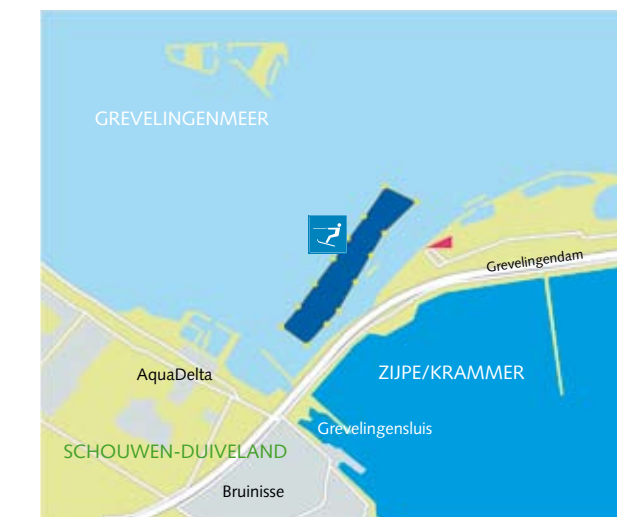 GREVELINGENMEER
Grevelingendam
AquaDelta
ZIJPE/KRAMMER
Grevelingensluis
SCHOUWEN-DUIVELAND
Bruinisse